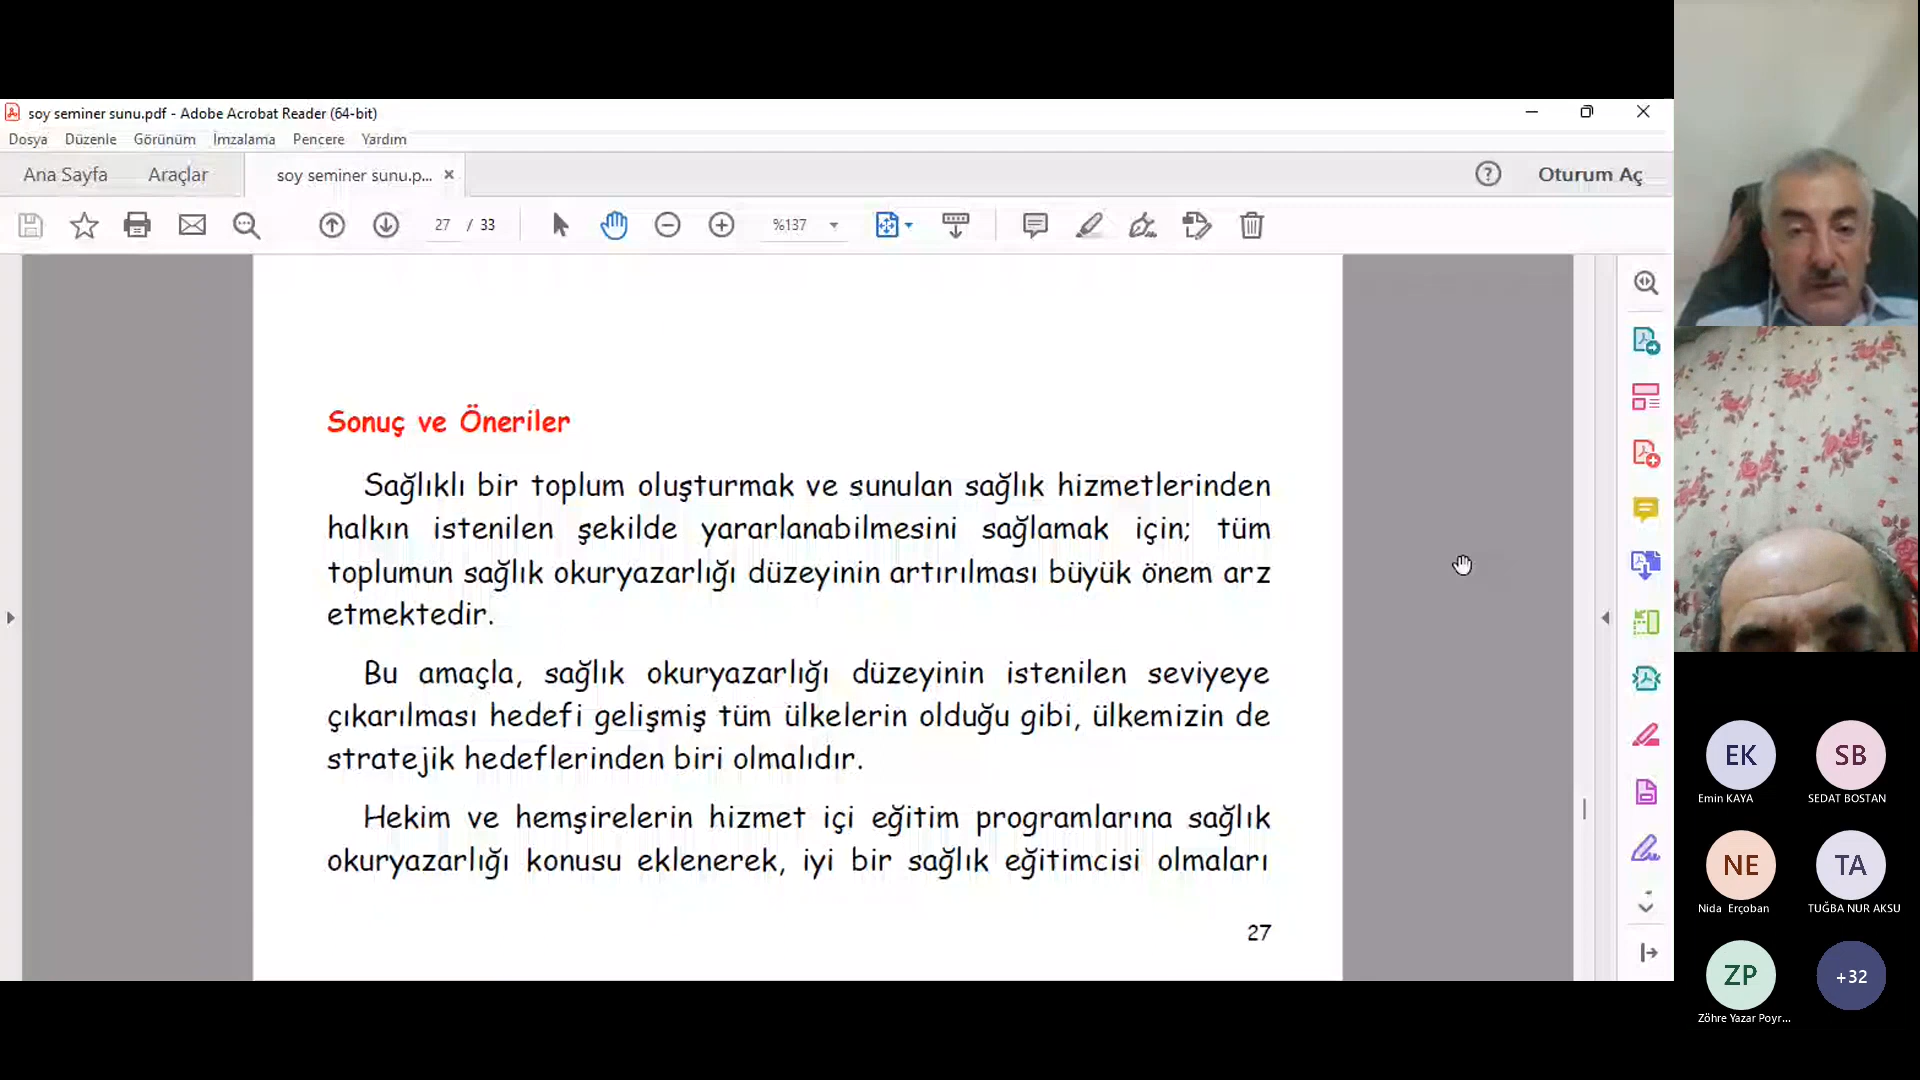 soy seminer sunu.pdf - Adobe Acrobat Reader (64-bit)
Dosya Düzenle Görünüm İmzalama Pencere Yardım
Ana Sayfa Araçlar soy seminer sunu.p... × Oturum Aç
27 / 33 %137
Sonuç ve Öneriler
Sağlıklı bir toplum oluşturmak ve sunulan sağlık hizmetlerinden
halkın istenilen şekilde yararlanabilmesini sağlamak için; tüm
toplumun sağlık okuryazarlığı düzeyinin artırılması büyük önem arz
etmektedir.
Bu amaçla, sağlık okuryazarlığı düzeyinin istenilen seviyeye
çıkarılması hedefi gelişmiş tüm ülkelerin olduğu gibi, ülkemizin de
stratejik hedeflerinden biri olmalıdır.
Hekim ve hemşirelerin hizmet içi eğitim programlarına sağlık
okuryazarlığı konusu eklenerek, iyi bir sağlık eğitimcisi olmaları
27
EK SB
Emin KAYA SEDAT BOSTAN
NE TA
Nida Erçoban TUĞBA NUR AKSU
ZP +32
Zöhre Yazar Poyr...